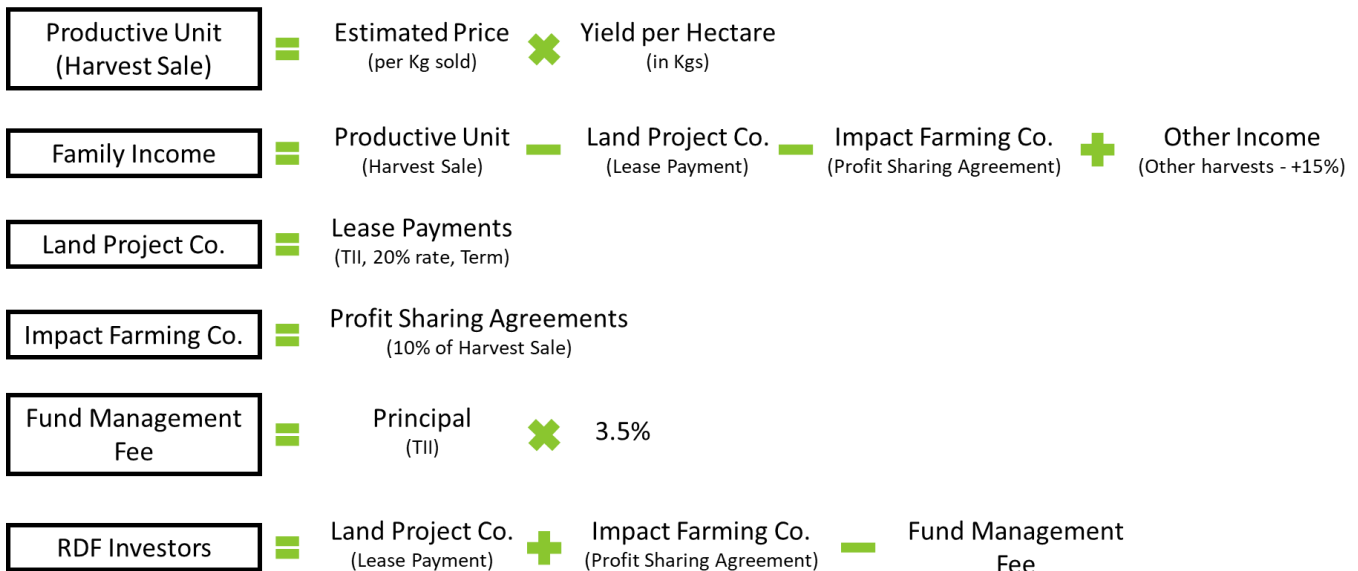 Productive Unit
(Harvest Sale)
=
Estimated Price
(per Kg sold)
×
Yield per Hectare
(in Kgs)
Family Income
=
Productive Unit
(Harvest Sale)
−
Land Project Co.
(Lease Payment)
−
Impact Farming Co.
(Profit Sharing Agreement)
+
Other Income
(Other harvests - +15%)
Land Project Co.
=
Lease Payments
(TII, 20% rate, Term)
Impact Farming Co.
=
Profit Sharing Agreements
(10% of Harvest Sale)
Fund Management
Fee
=
Principal
(TII)
×
3.5%
RDF Investors
=
Land Project Co.
(Lease Payment)
+
Impact Farming Co.
(Profit Sharing Agreement)
−
Fund Management
Fee